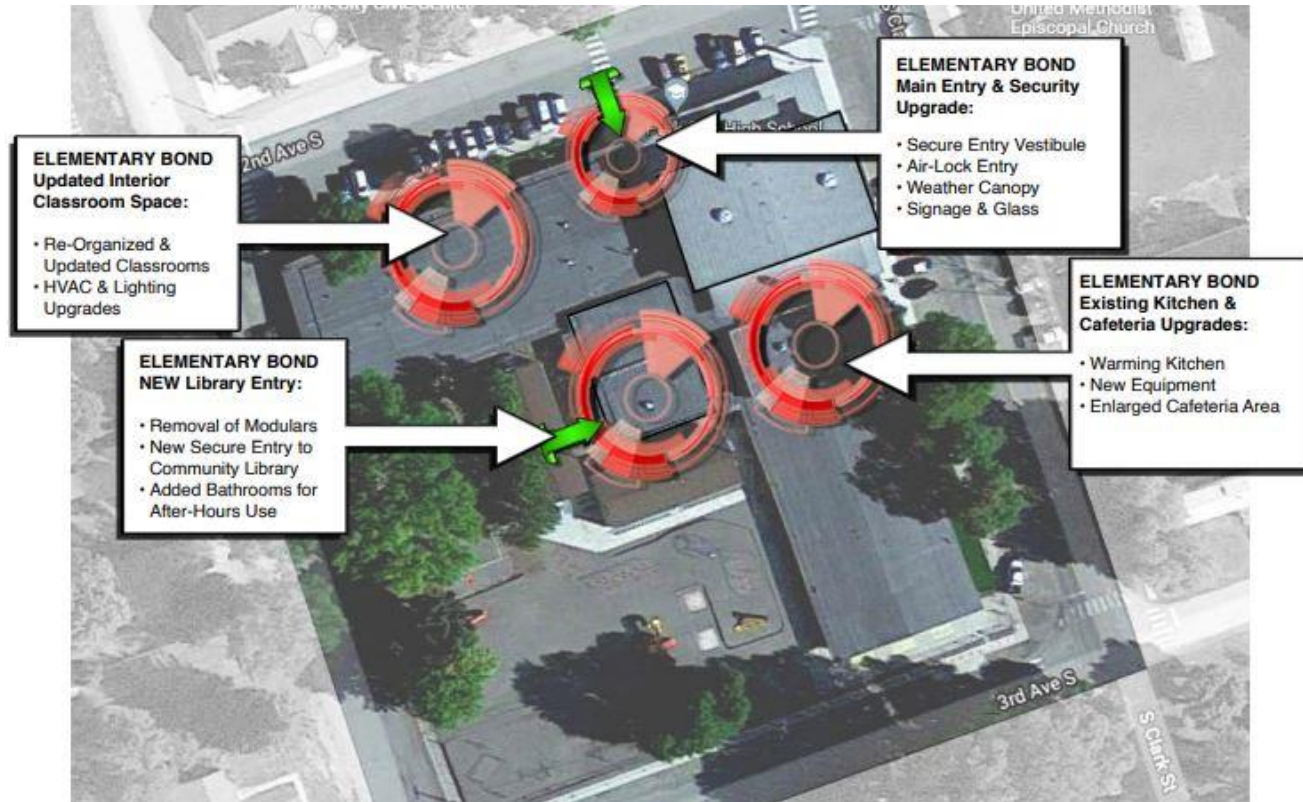 United Methodist
Episcopal Church
2nd Ave S
High School
ELEMENTARY BOND
Main Entry & Security
Upgrade:
• Secure Entry Vestibule
• Air-Lock Entry
• Weather Canopy
• Signage & Glass
ELEMENTARY BOND
Updated Interior
Classroom Space:
• Re-Organized &
Updated Classrooms
• HVAC & Lighting
Upgrades
ELEMENTARY BOND
Existing Kitchen &
Cafeteria Upgrades:
• Warming Kitchen
• New Equipment
• Enlarged Cafeteria Area
ELEMENTARY BOND
NEW Library Entry:
• Removal of Modulars
• New Secure Entry to
Community Library
• Added Bathrooms for
After-Hours Use
3rd Ave S
S Clark St